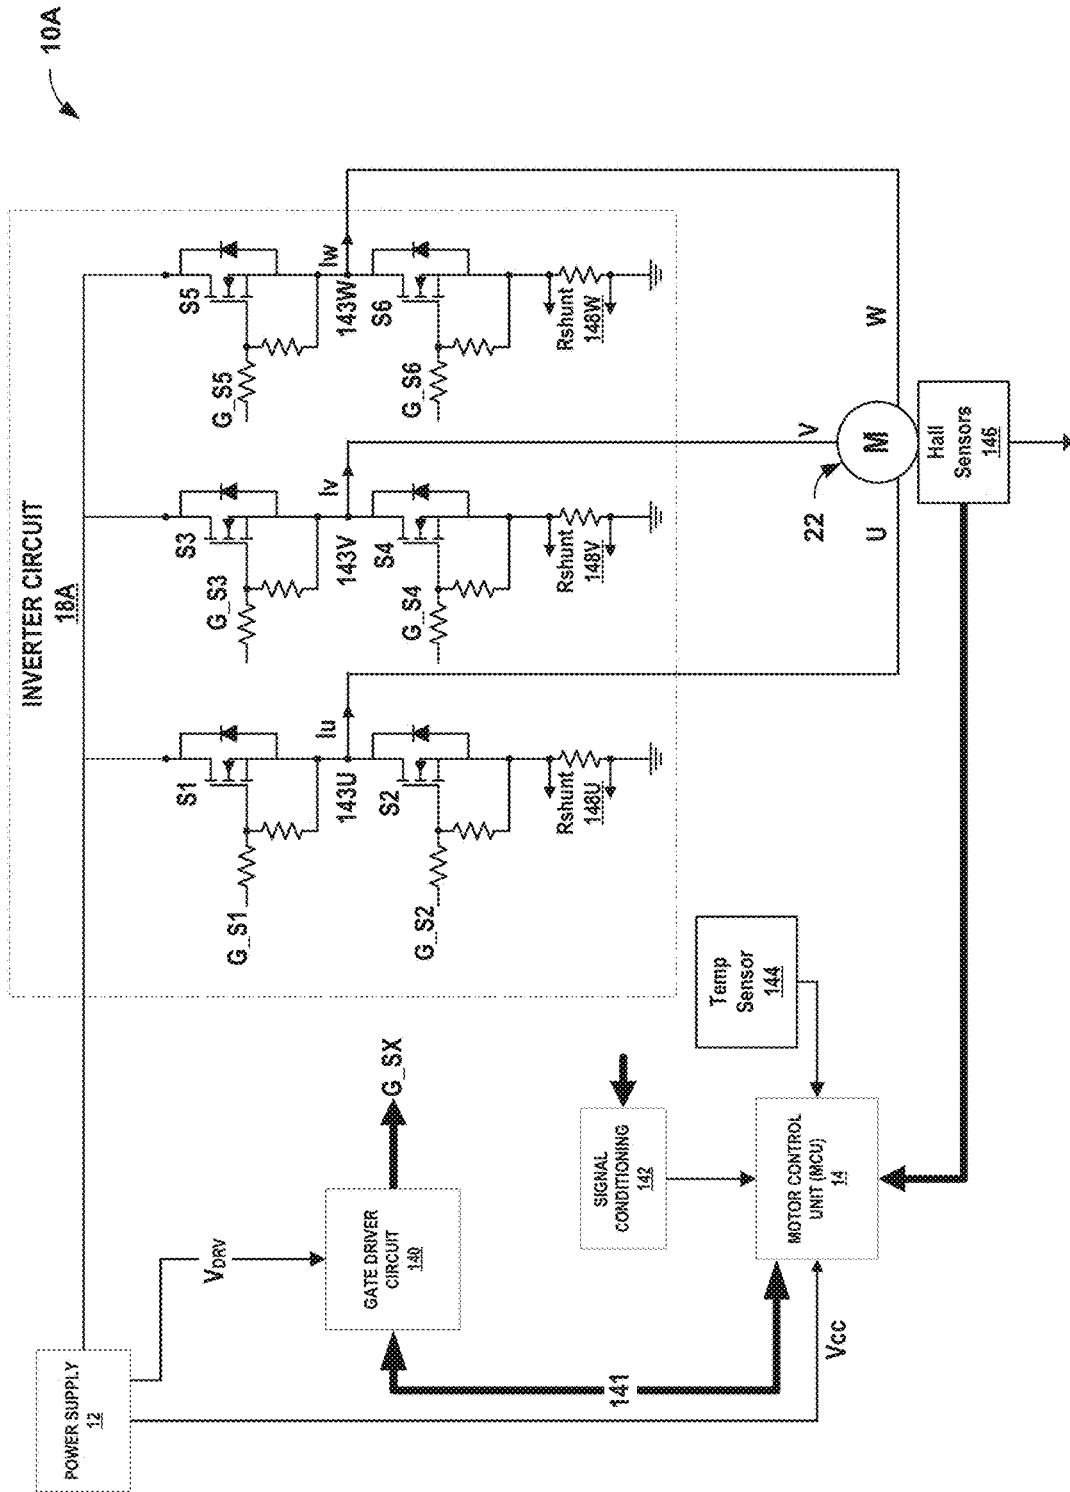 10A
INVERTER CIRCUIT
18A
S1
S3
S5
G_S1
G_S3
G_S5
143U
Iu
143V
Iv
143W
Iw
S2
S4
S6
G_S2
G_S4
G_S6
Rshunt
148U
Rshunt
148V
Rshunt
148W
POWER SUPPLY
12
VDRV
GATE DRIVER
CIRCUIT
140
G_SX
141
SIGNAL
CONDITIONING
142
Temp
Sensor
144
MOTOR CONTROL
UNIT (MCU)
14
Vcc
22
U
V
W
M
Hall
Sensors
146